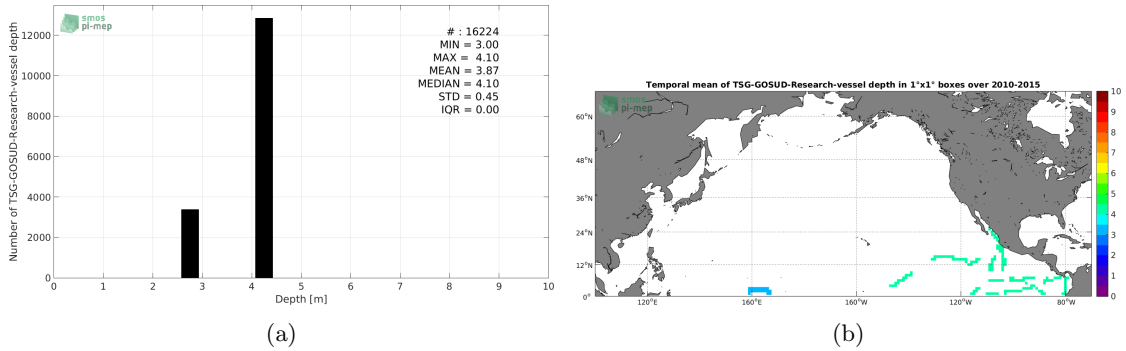 smos
pi-mep
# : 16224
MIN = 3.00
MAX = 4.10
MEAN = 3.87
MEDIAN = 4.10
STD = 0.45
IQR = 0.00
Number of TSG-GOSUD-Research-vessel depth
12000
10000
8000
6000
4000
2000
0
0 1 2 3 4 5 6 7 8 9 10
Depth [m]
(a)
Temporal mean of TSG-GOSUD-Research-vessel depth in 1°x1° boxes over 2010-2015
smos
pi-mep
60°N
48°N
36°N
24°N
12°N
0°
120°E 160°E 160°W 120°W 80°W
10
9
8
7
6
5
4
3
2
1
0
(b)